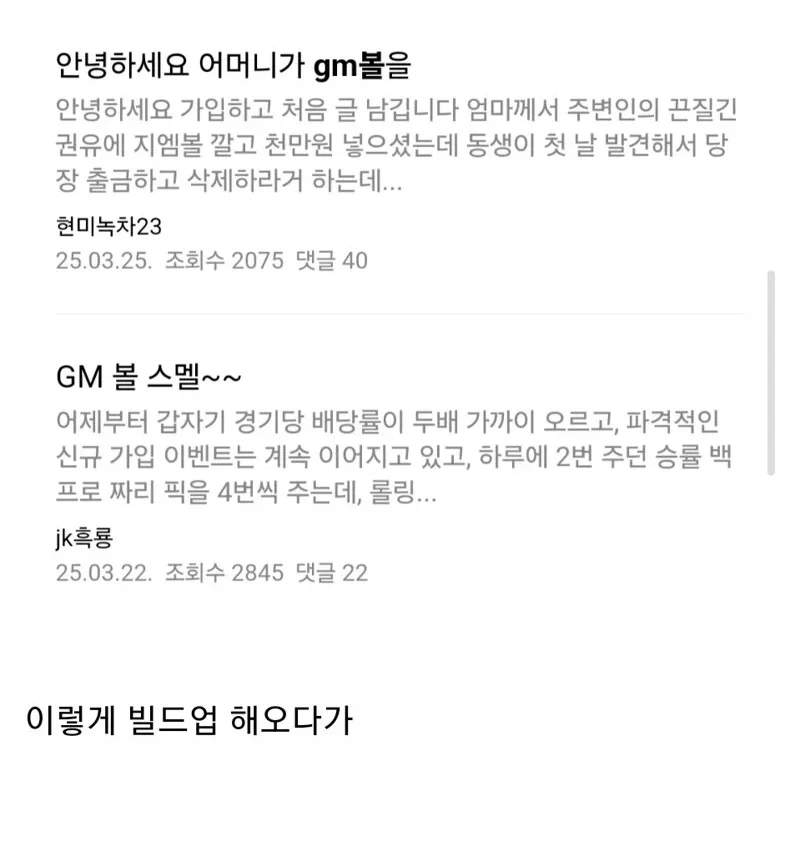 안녕하세요 어머니가 gm볼을
안녕하세요 가입하고 처음 글 남깁니다 엄마께서 주변인의 끈질긴
권유에 지엠볼 깔고 천만원 넣으셨는데 동생이 첫 날 발견해서 당
장 출금하고 삭제하라거 하는데...
현미녹차23
25.03.25. 조회수 2075 댓글 40
GM 볼 스멜~~
어제부터 갑자기 경기당 배당률이 두배 가까이 오르고, 파격적인
신규 가입 이벤트는 계속 이어지고 있고, 하루에 2번 주던 승률 백
프로 짜리 픽을 4번씩 주는데, 롤링...
jk흑룡
25.03.22. 조회수 2845 댓글 22
이렇게 빌드업 해오다가